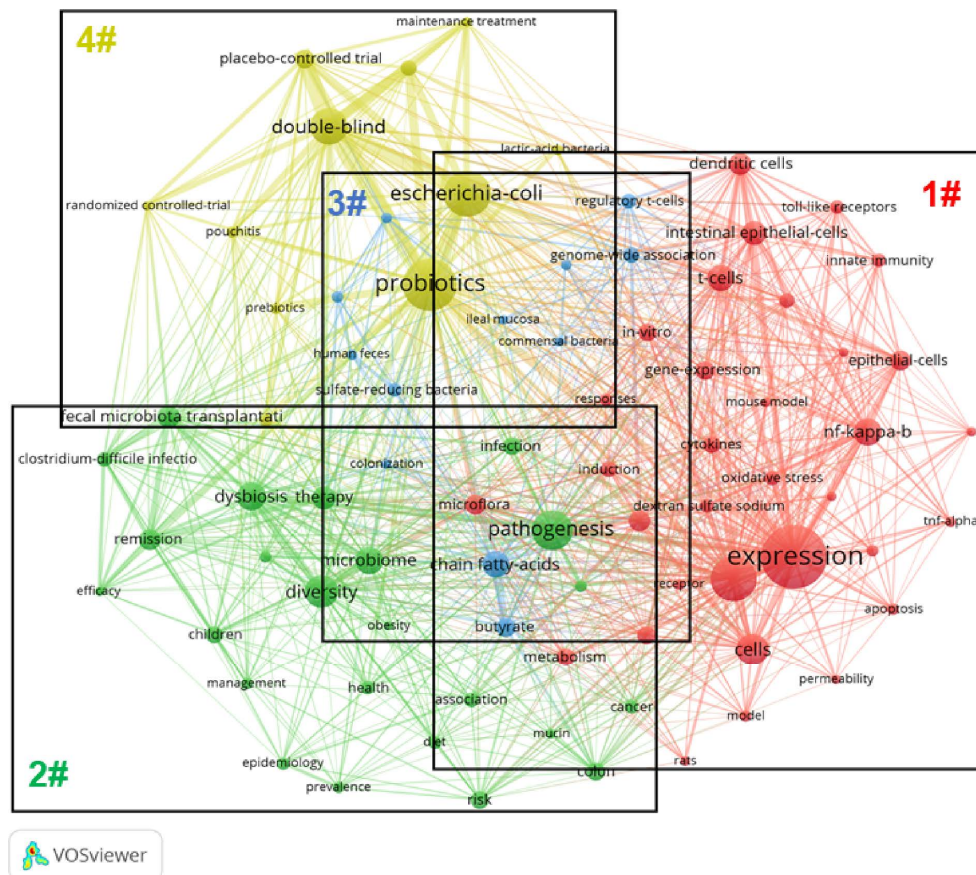 maintenance treatment
4#
placebo-controlled trial
double-blind
lactic-acid bacteria
dendritic cells
1#
escherichia-coli
3#
regulatory t-cells
toll-like receptors
randomized controlled-trial
pouchitis
intestinal epithelial-cells
genome-wide association
innate immunity
probiotics
t-cells
prebiotics
ileal mucosa
in-vitro
human feces
commensal bacteria
epithelial-cells
gene-expression
sulfate-reducing bacteria
responses
mouse model
fecal microbiota transplantati
nf-kappa-b
infection
cytokines
clostridium-difficile infectio
colonization
induction
oxidative stress
dysbiosis
therapy
microflora
dextran sulfate sodium
tnf-alpha
pathogenesis
remission
expression
microbiome
chain fatty-acids
receptor
efficacy
diversity
apoptosis
obesity
butyrate
children
cells
metabolism
management
health
permeability
association
cancer
model
mucin
diet
rats
epidemiology
colon
2#
prevalence
risk
VOSviewer